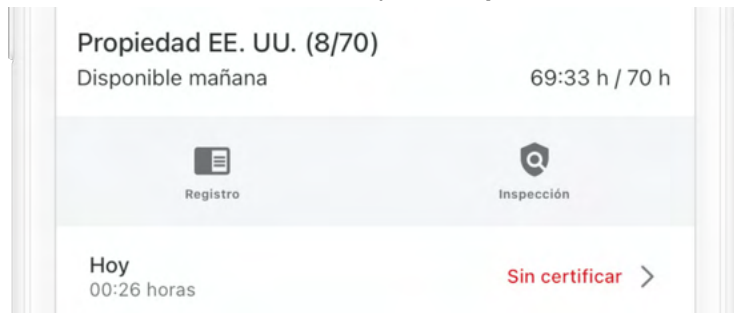 Propiedad EE. UU. (8/70)
Disponible mañana 69:33 h / 70 h
Registro Inspección
Hoy
Sin certificar
00:26 horas